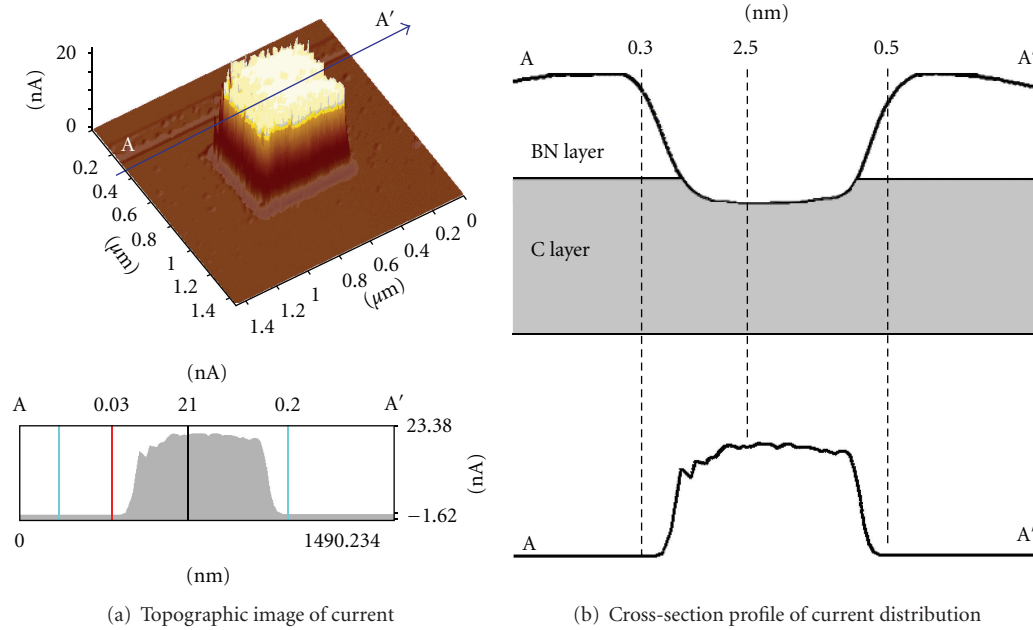 20
10
0
(nA)
A
A′
0.2
0.4
0.6
0.8
1
1.2
1.4
(μm)
0
0.2
0.4
0.6
0.8
1
1.2
1.4
(μm)
(nA)
A 0.03 21 0.2 A′
23.38
−1.62
(nA)
0 1490.234
(nm)
(a) Topographic image of current
(nm)
0.3 2.5 0.5
A A′
BN layer
C layer
A A′
(b) Cross-section profile of current distribution